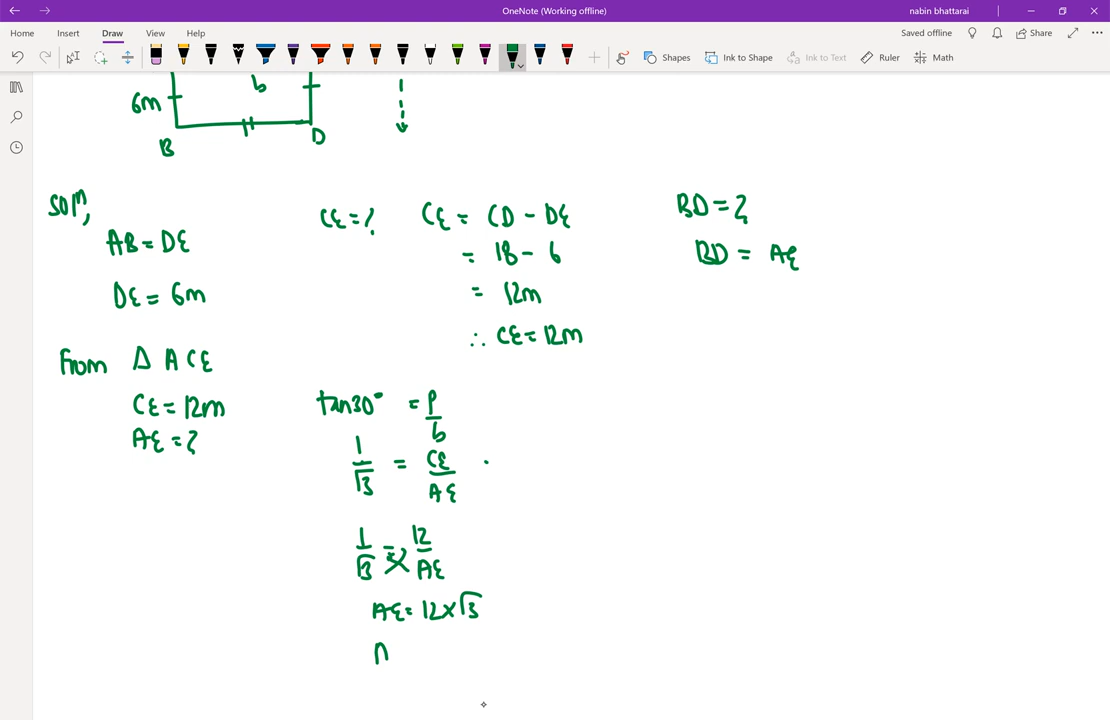 OneNote (Working offline)
nabin bhattarai
Home Insert Draw View Help
Saved offline
Share
Shapes
Ink to Shape
Ink to Text
Ruler
Math
b
6m
B
D
Solⁿ,
AB = DE
DE = 6m
CE = ?
CE = CD - DE
= 18 - 6
= 12m
∴ CE = 12m
BD = ?
BD = AE
From Δ ACE
CE = 12m
AE = ?
tan30° = p/b
1/√3 = CE/AE
1/√3 = 12/AE
AE = 12×√3